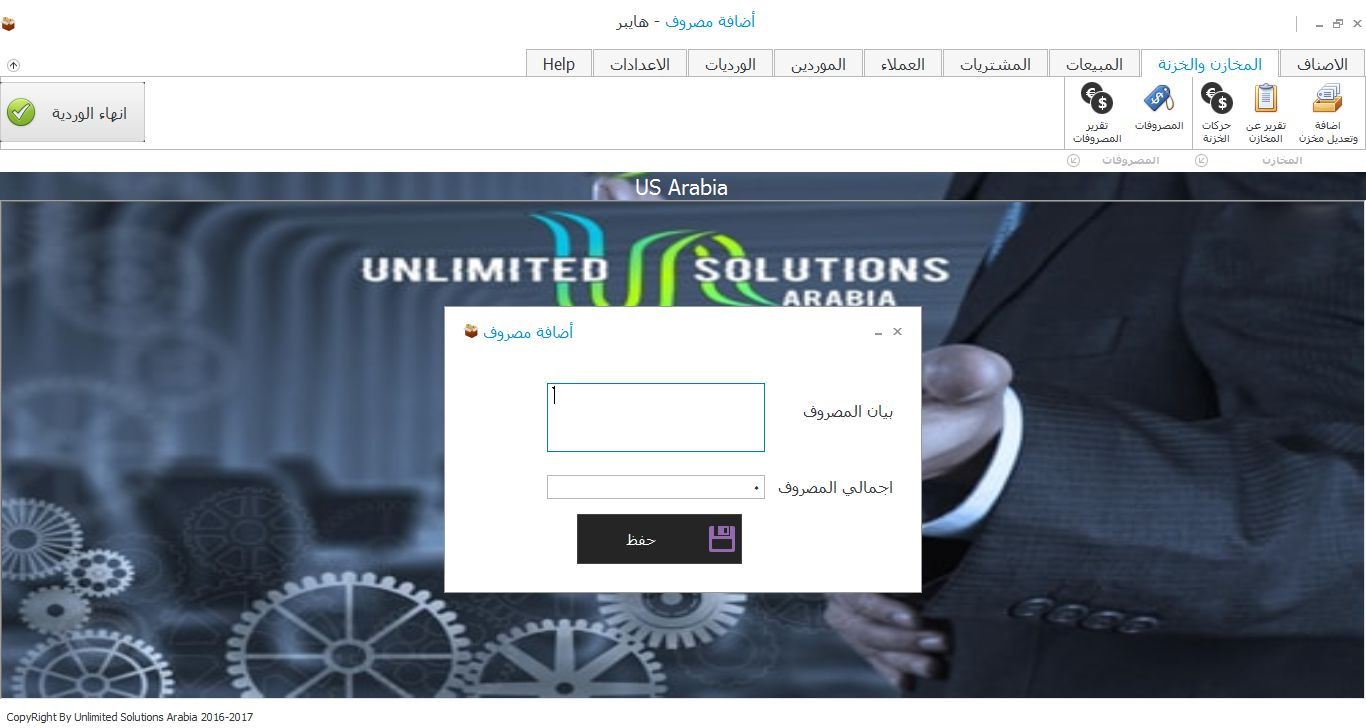 أضافة مصروف - هايبر
الاصناف
المخازن والخزنة
المبيعات
المشتريات
العملاء
الموردين
الورديات
الاعدادات
Help
اضافة
وتعديل مخزن
تقرير عن
المخازن
حركات
الخزنة
المصروفات
تقرير
المصروفات
انهاء الوردية
المخازن
المصروفات
US Arabia
UNLIMITED SOLUTIONS
ARABIA
أضافة مصروف
بيان المصروف
اجمالي المصروف
٠
حفظ
CopyRight By Unlimited Solutions Arabia 2016-2017